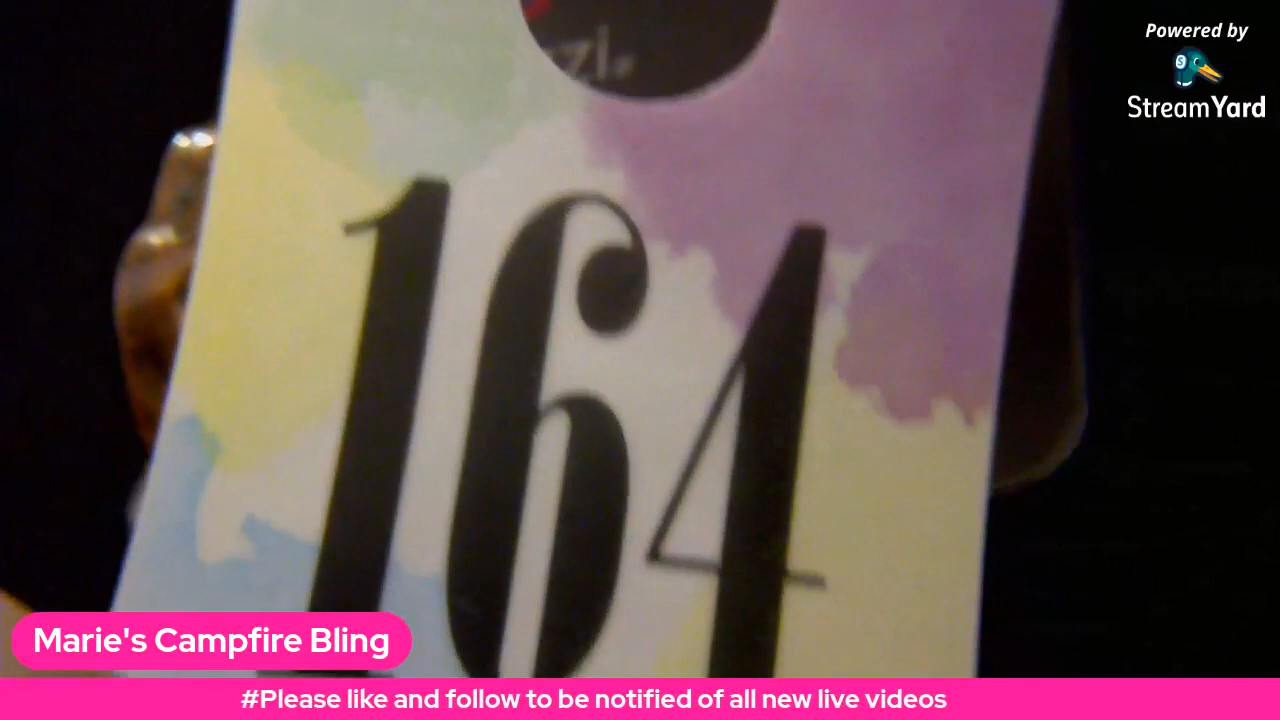 Powered by
StreamYard
164
Marie's Campfire Bling
#Please like and follow to be notified of all new live videos